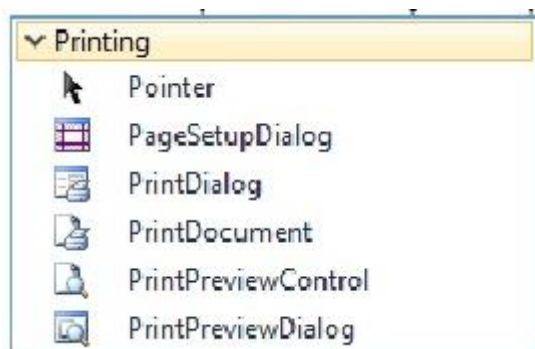 Printing
Pointer
PageSetupDialog
PrintDialog
PrintDocument
PrintPreviewControl
PrintPreviewDialog